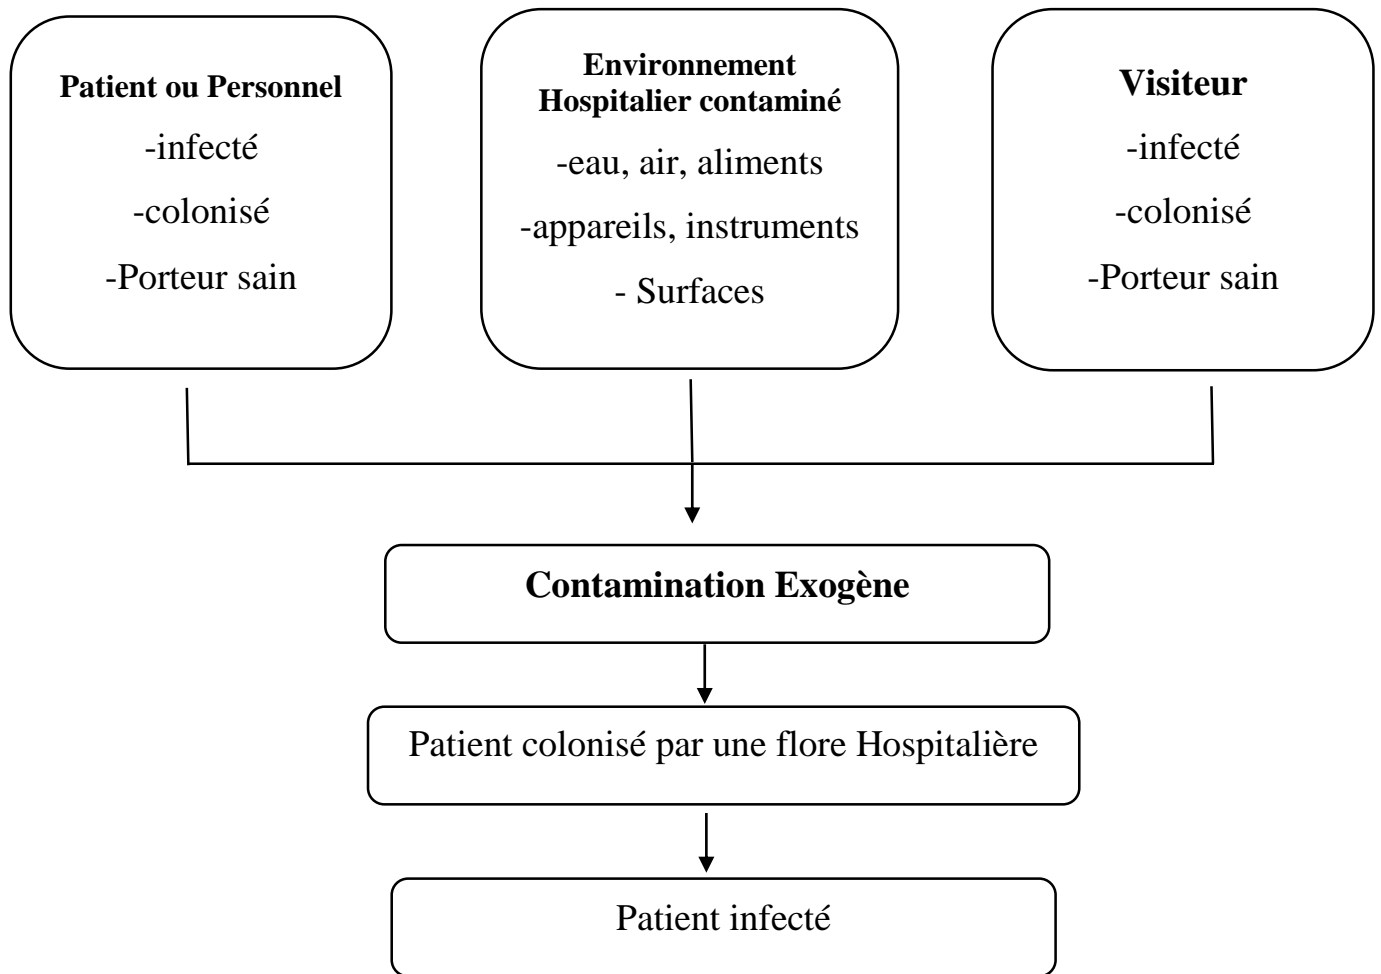 Patient ou Personnel
-infecté
-colonisé
-Porteur sain
Environnement
Hospitalier contaminé
-eau, air, aliments
-appareils, instruments
- Surfaces
Visiteur
-infecté
-colonisé
-Porteur sain
Contamination Exogène
Patient colonisé par une flore Hospitalière
Patient infecté